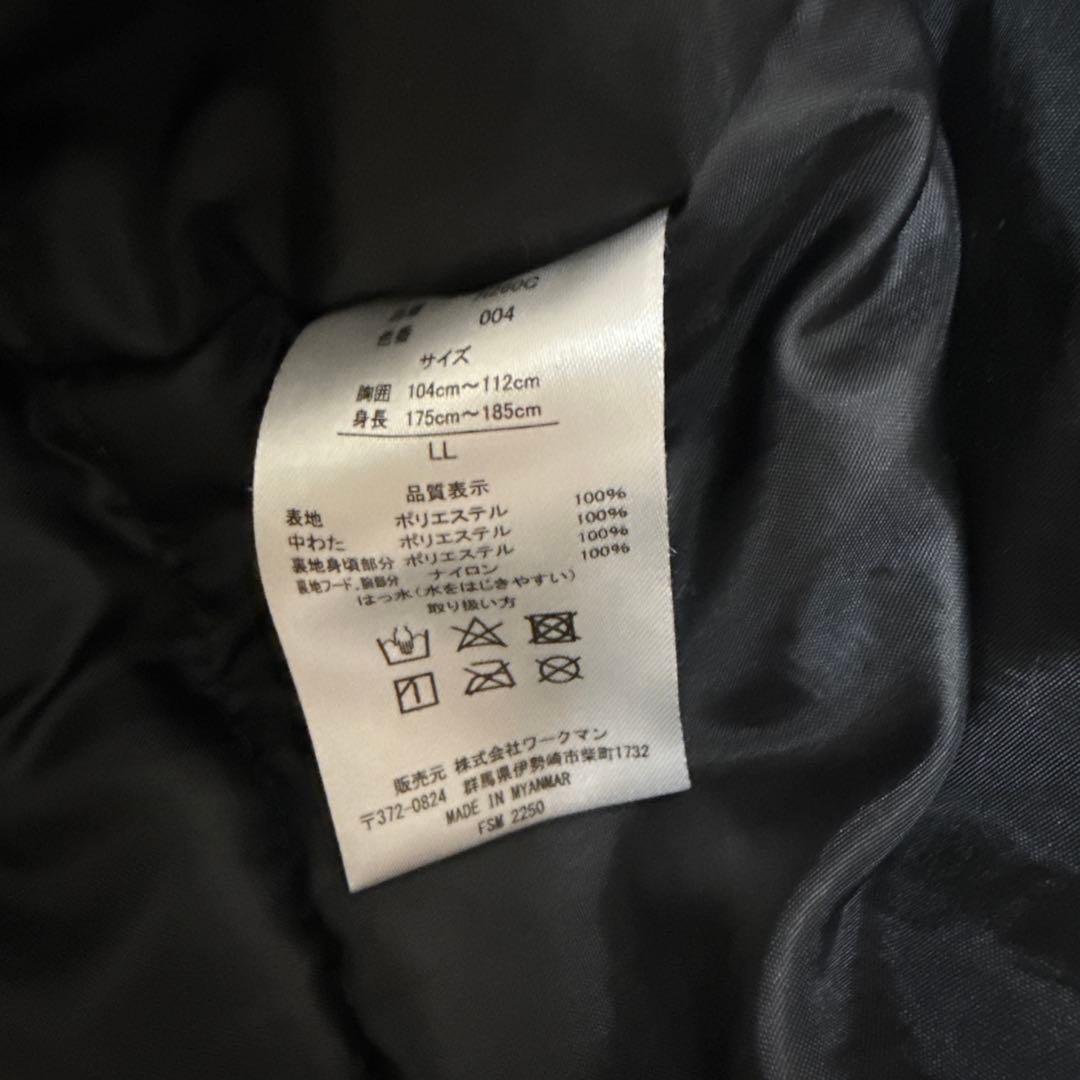 色番 004
サイズ
胸囲 104cm～112cm
身長 175cm～185cm
LL
品質表示
表地 ポリエステル 100%
中わた ポリエステル 100%
裏地身頃部分 ポリエステル 100%
裏地フード、胸部分 ナイロン 100%
はっ水(水をはじきやすい)
取り扱い方
販売元 株式会社ワークマン
〒372-0824 群馬県伊勢崎市柴町1732
MADE IN MYANMAR
FSM 2250